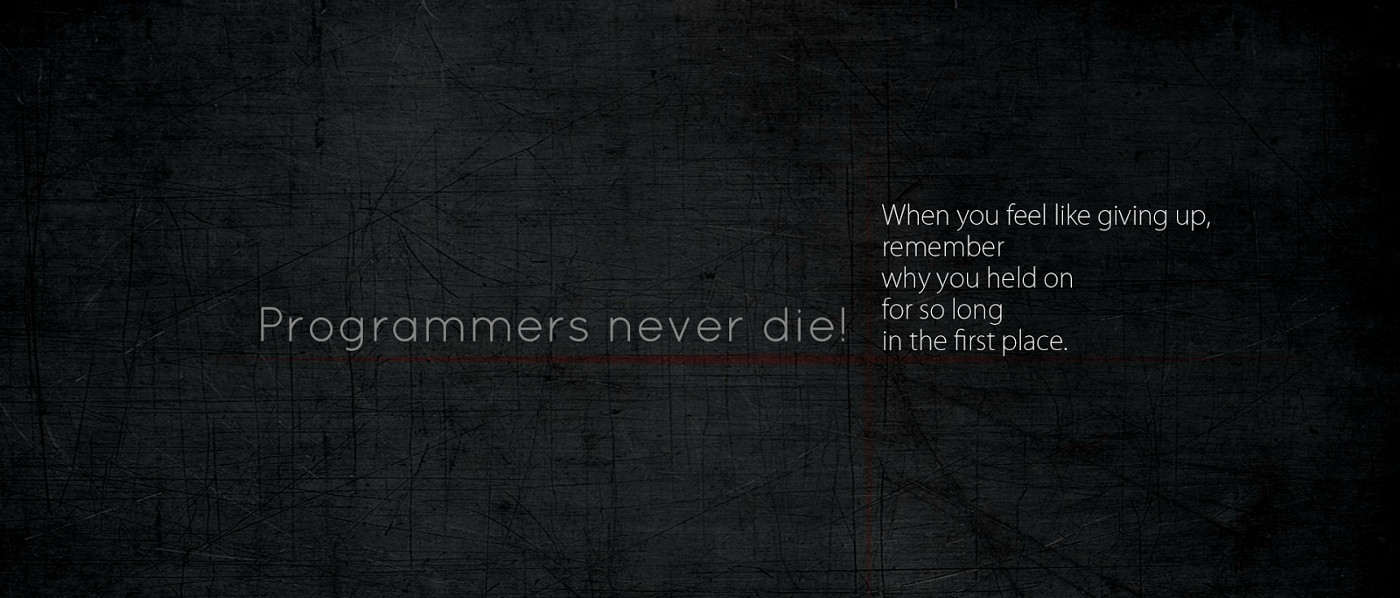 Programmers never die!
When you feel like giving up,
remember
why you held on
for so long
in the first place.